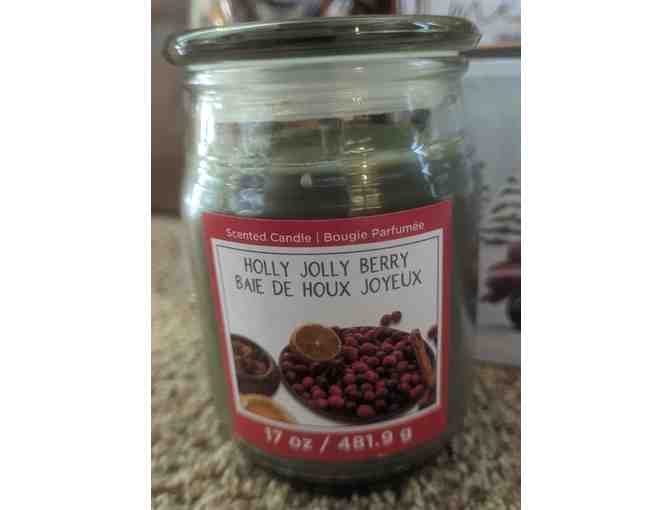 Scented Candle | Bougie Parfumée
HOLLY JOLLY BERRY
BAIE DE HOUX JOYEUX
17 oz / 481.9 g